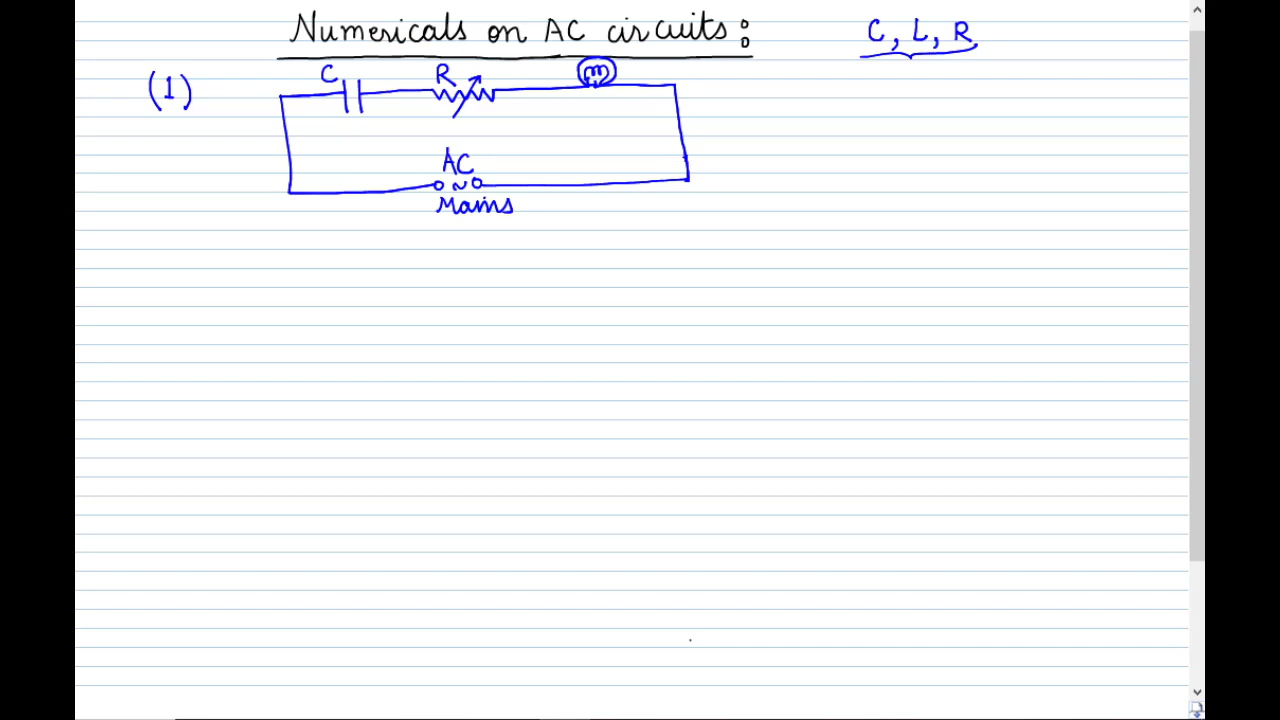 Numericals on AC circuits :
C, L, R
(1)
C
R
AC
~
Mains